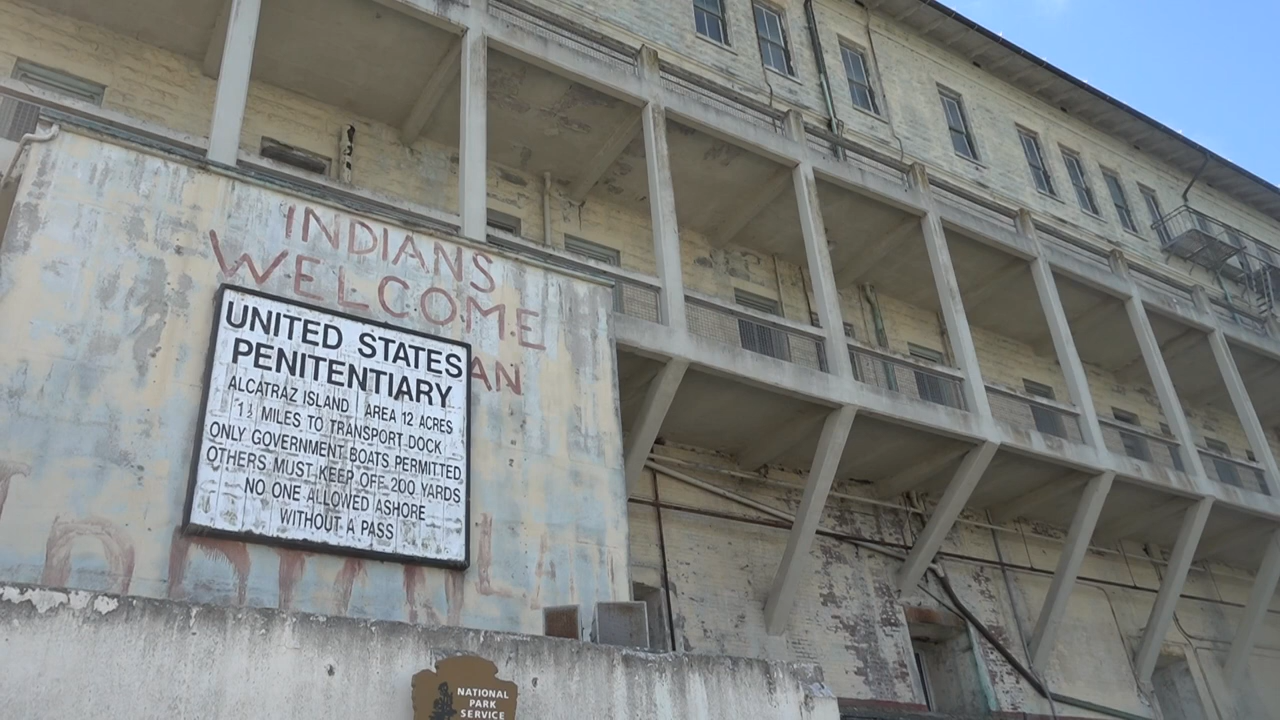 INDIANS
WELCOME
UNITED STATES
PENITENTIARY
ALCATRAZ ISLAND AREA 12 ACRES
1½ MILES TO TRANSPORT DOCK
ONLY GOVERNMENT BOATS PERMITTED
OTHERS MUST KEEP OFF 200 YARDS
NO ONE ALLOWED ASHORE
WITHOUT A PASS
NATIONAL
PARK
SERVICE